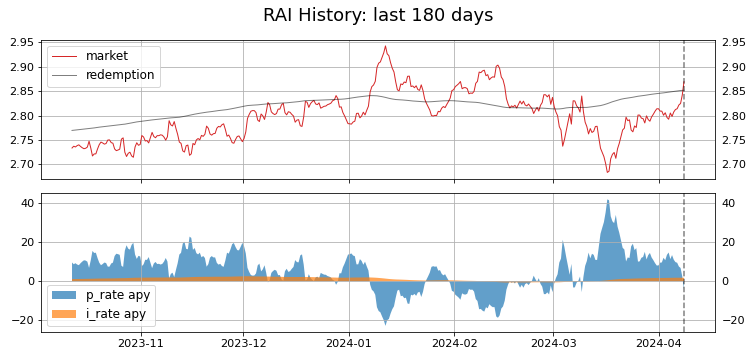 RAI History: last 180 days
2.95 2.95
market
2.90 2.90
redemption
2.85 2.85
2.80 2.80
2.75 2.75
2.70 2.70
40 40
20 20
0 0
p_rate apy
i_rate apy
−20 −20
2023-11 2023-12 2024-01 2024-02 2024-03 2024-04